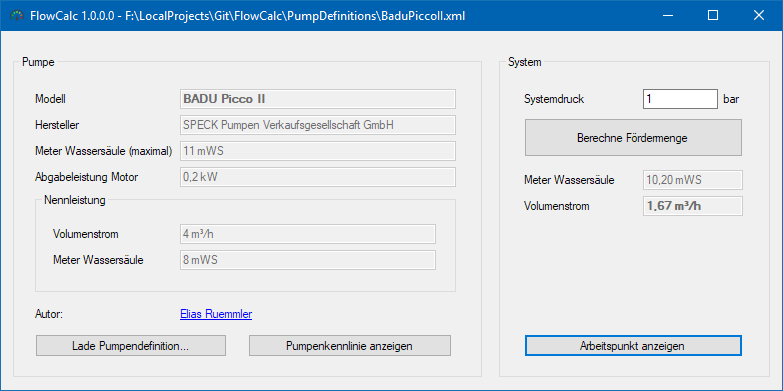 FlowCalc 1.0.0.0 - F:\LocalProjects\Git\FlowCalc\PumpDefinitions\BaduPiccoII.xml
Pumpe
Modell BADU Picco II
Hersteller SPECK Pumpen Verkaufsgesellschaft GmbH
Meter Wassersäule (maximal) 11 mWS
Abgabeleistung Motor 0,2 kW
Nennleistung
Volumenstrom 4 m³/h
Meter Wassersäule 8 mWS
Autor: Elias Ruemmler
Lade Pumpendefinition... Pumpenkennlinie anzeigen
System
Systemdruck 1 bar
Berechne Fördermenge
Meter Wassersäule 10,20 mWS
Volumenstrom 1,67 m³/h
Arbeitspunkt anzeigen